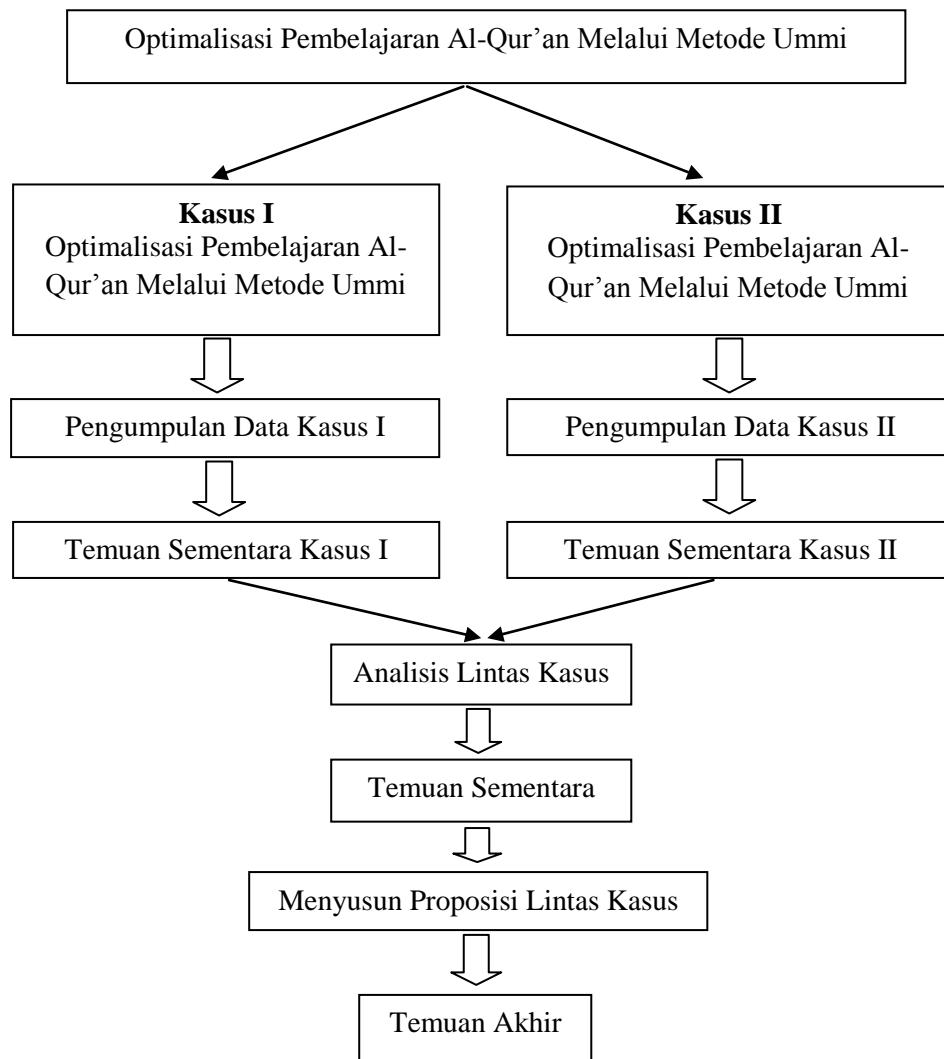 Optimalisasi Pembelajaran Al-Qur’an Melalui Metode Ummi
Kasus I
Optimalisasi Pembelajaran Al-
Qur’an Melalui Metode Ummi
Kasus II
Optimalisasi Pembelajaran Al-
Qur’an Melalui Metode Ummi
Pengumpulan Data Kasus I
Pengumpulan Data Kasus II
Temuan Sementara Kasus I
Temuan Sementara Kasus II
Analisis Lintas Kasus
Temuan Sementara
Menyusun Proposisi Lintas Kasus
Temuan Akhir